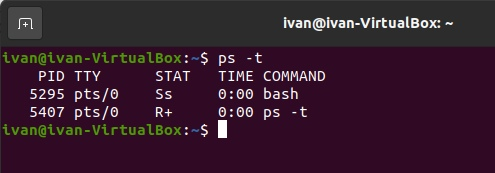 ivan@ivan-VirtualBox: ~
ivan@ivan-VirtualBox:~$ ps -t
    PID TTY      STAT   TIME COMMAND
   5295 pts/0    Ss     0:00 bash
   5407 pts/0    R+     0:00 ps -t
ivan@ivan-VirtualBox:~$